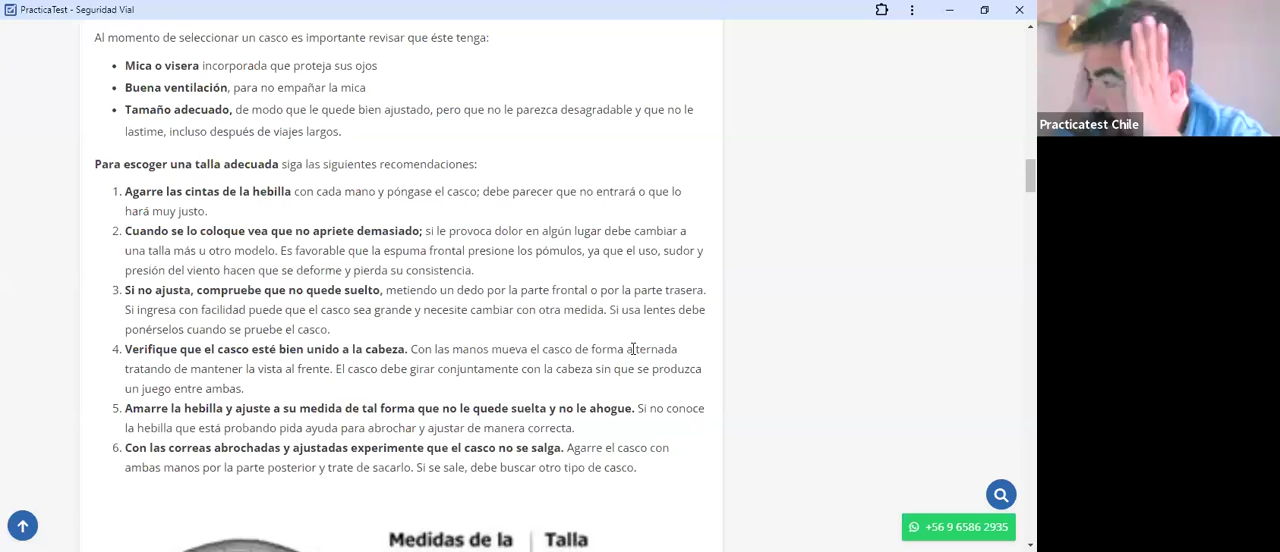 PracticaTest - Seguridad Vial
Al momento de seleccionar un casco es importante revisar que éste tenga:
• Mica o visera incorporada que proteja sus ojos
• Buena ventilación, para no empañar la mica
• Tamaño adecuado, de modo que le quede bien ajustado, pero que no le parezca desagradable y que no le
lastime, incluso después de viajes largos.
Para escoger una talla adecuada siga las siguientes recomendaciones:
1. Agarre las cintas de la hebilla con cada mano y póngase el casco; debe parecer que no entrará o que lo
hará muy justo.
2. Cuando se lo coloque vea que no apriete demasiado; si le provoca dolor en algún lugar debe cambiar a
una talla más u otro modelo. Es favorable que la espuma frontal presione los pómulos, ya que el uso, sudor y
presión del viento hacen que se deforme y pierda su consistencia.
3. Si no ajusta, compruebe que no quede suelto, metiendo un dedo por la parte frontal o por la parte trasera.
Si ingresa con facilidad puede que el casco sea grande y necesite cambiar con otra medida. Si usa lentes debe
ponérselos cuando se pruebe el casco.
4. Verifique que el casco esté bien unido a la cabeza. Con las manos mueva el casco de forma alternada
tratando de mantener la vista al frente. El casco debe girar conjuntamente con la cabeza sin que se produzca
un juego entre ambas.
5. Amarre la hebilla y ajuste a su medida de tal forma que no le quede suelta y no le ahogue. Si no conoce
la hebilla que está probando pida ayuda para abrochar y ajustar de manera correcta.
6. Con las correas abrochadas y ajustadas experimente que el casco no se salga. Agarre el casco con
ambas manos por la parte posterior y trate de sacarlo. Si se sale, debe buscar otro tipo de casco.
Medidas de la Talla
Practicatest Chile
+56 9 6586 2935